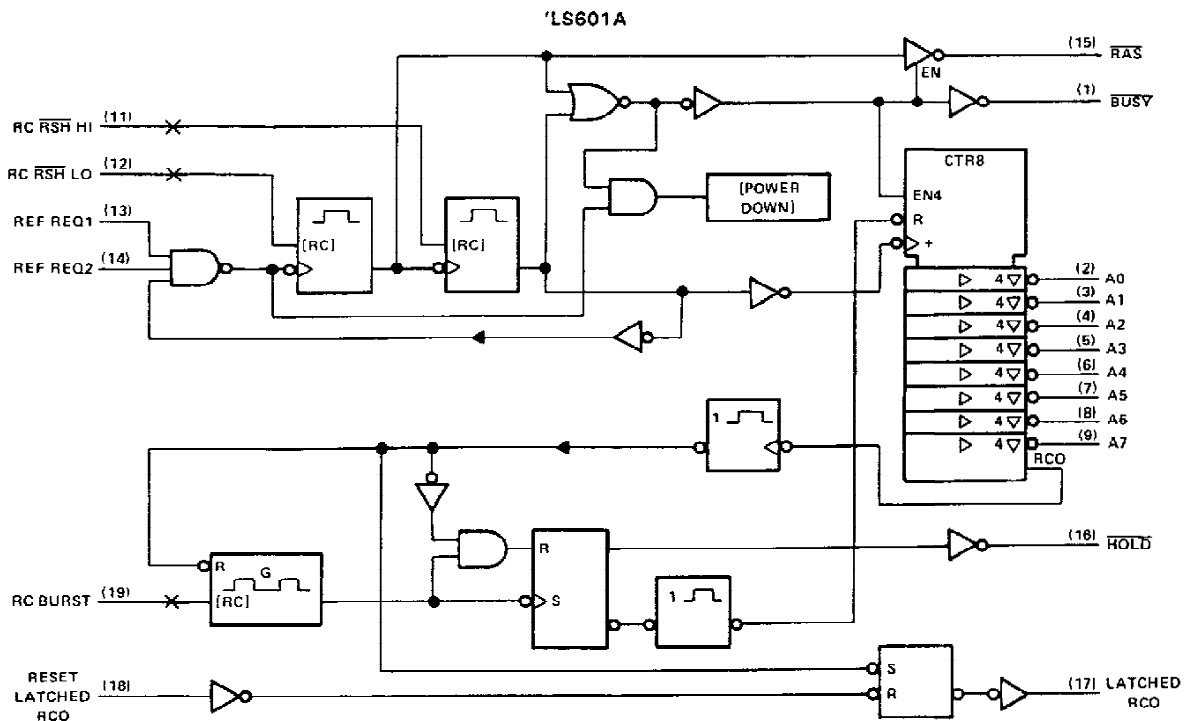 'LS601A
(15) RAS
EN
(1) BUSY
RC RSH HI (11)
RC RSH LO (12)
REF REQ1 (13)
REF REQ2 (14)
[RC]
[RC]
[POWER
DOWN]
CTR8
EN4
R
+
4 (2) A0
4 (3) A1
4 (4) A2
4 (5) A3
4 (6) A4
4 (7) A5
4 (8) A6
4 (9) A7
RCO
1
R
G
[RC]
RC BURST (19)
R
S
1
(16) HOLD
RESET
LATCHED
RCO
(18)
S
R
(17) LATCHED
RCO